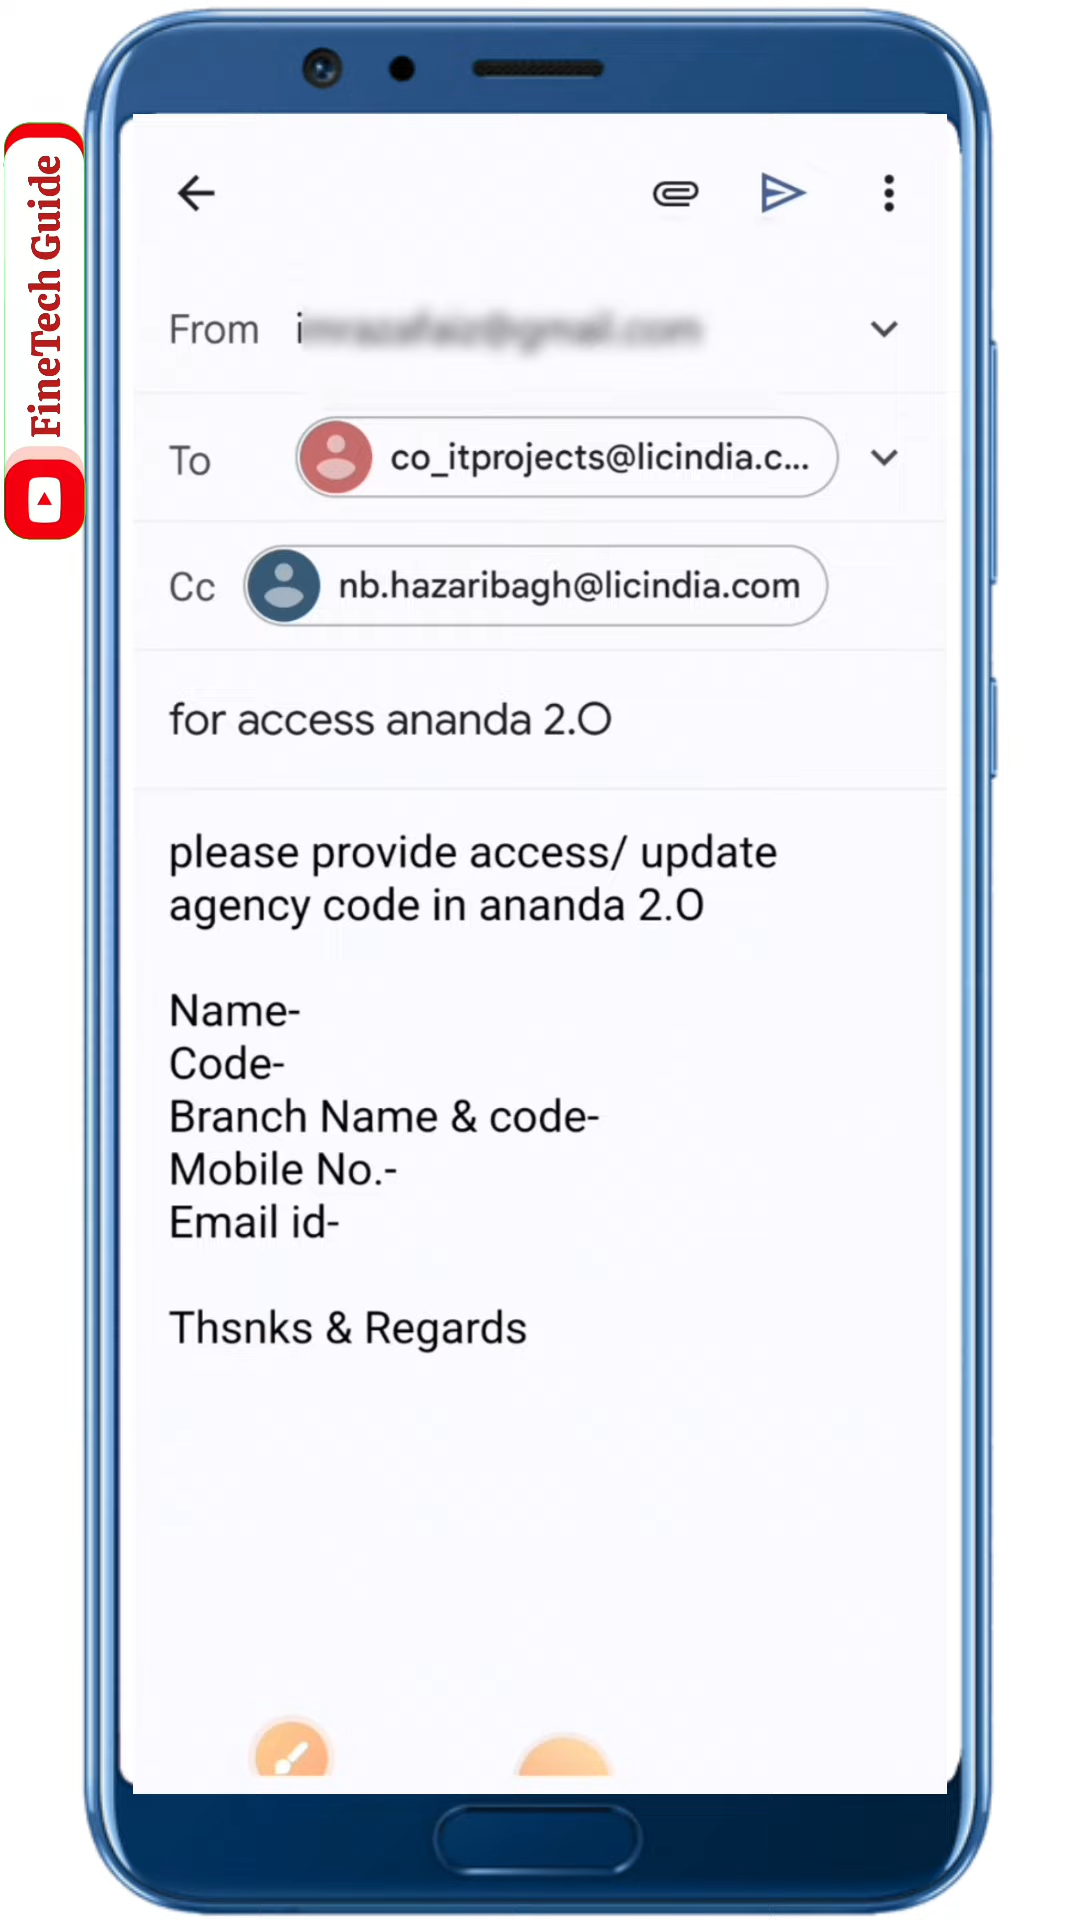 FineTech Guide
From
To co_itprojects@licindia.c...
Cc nb.hazaribagh@licindia.com
for access ananda 2.O
please provide access/ update
agency code in ananda 2.O
Name-
Code-
Branch Name & code-
Mobile No.-
Email id-
Thsnks & Regards